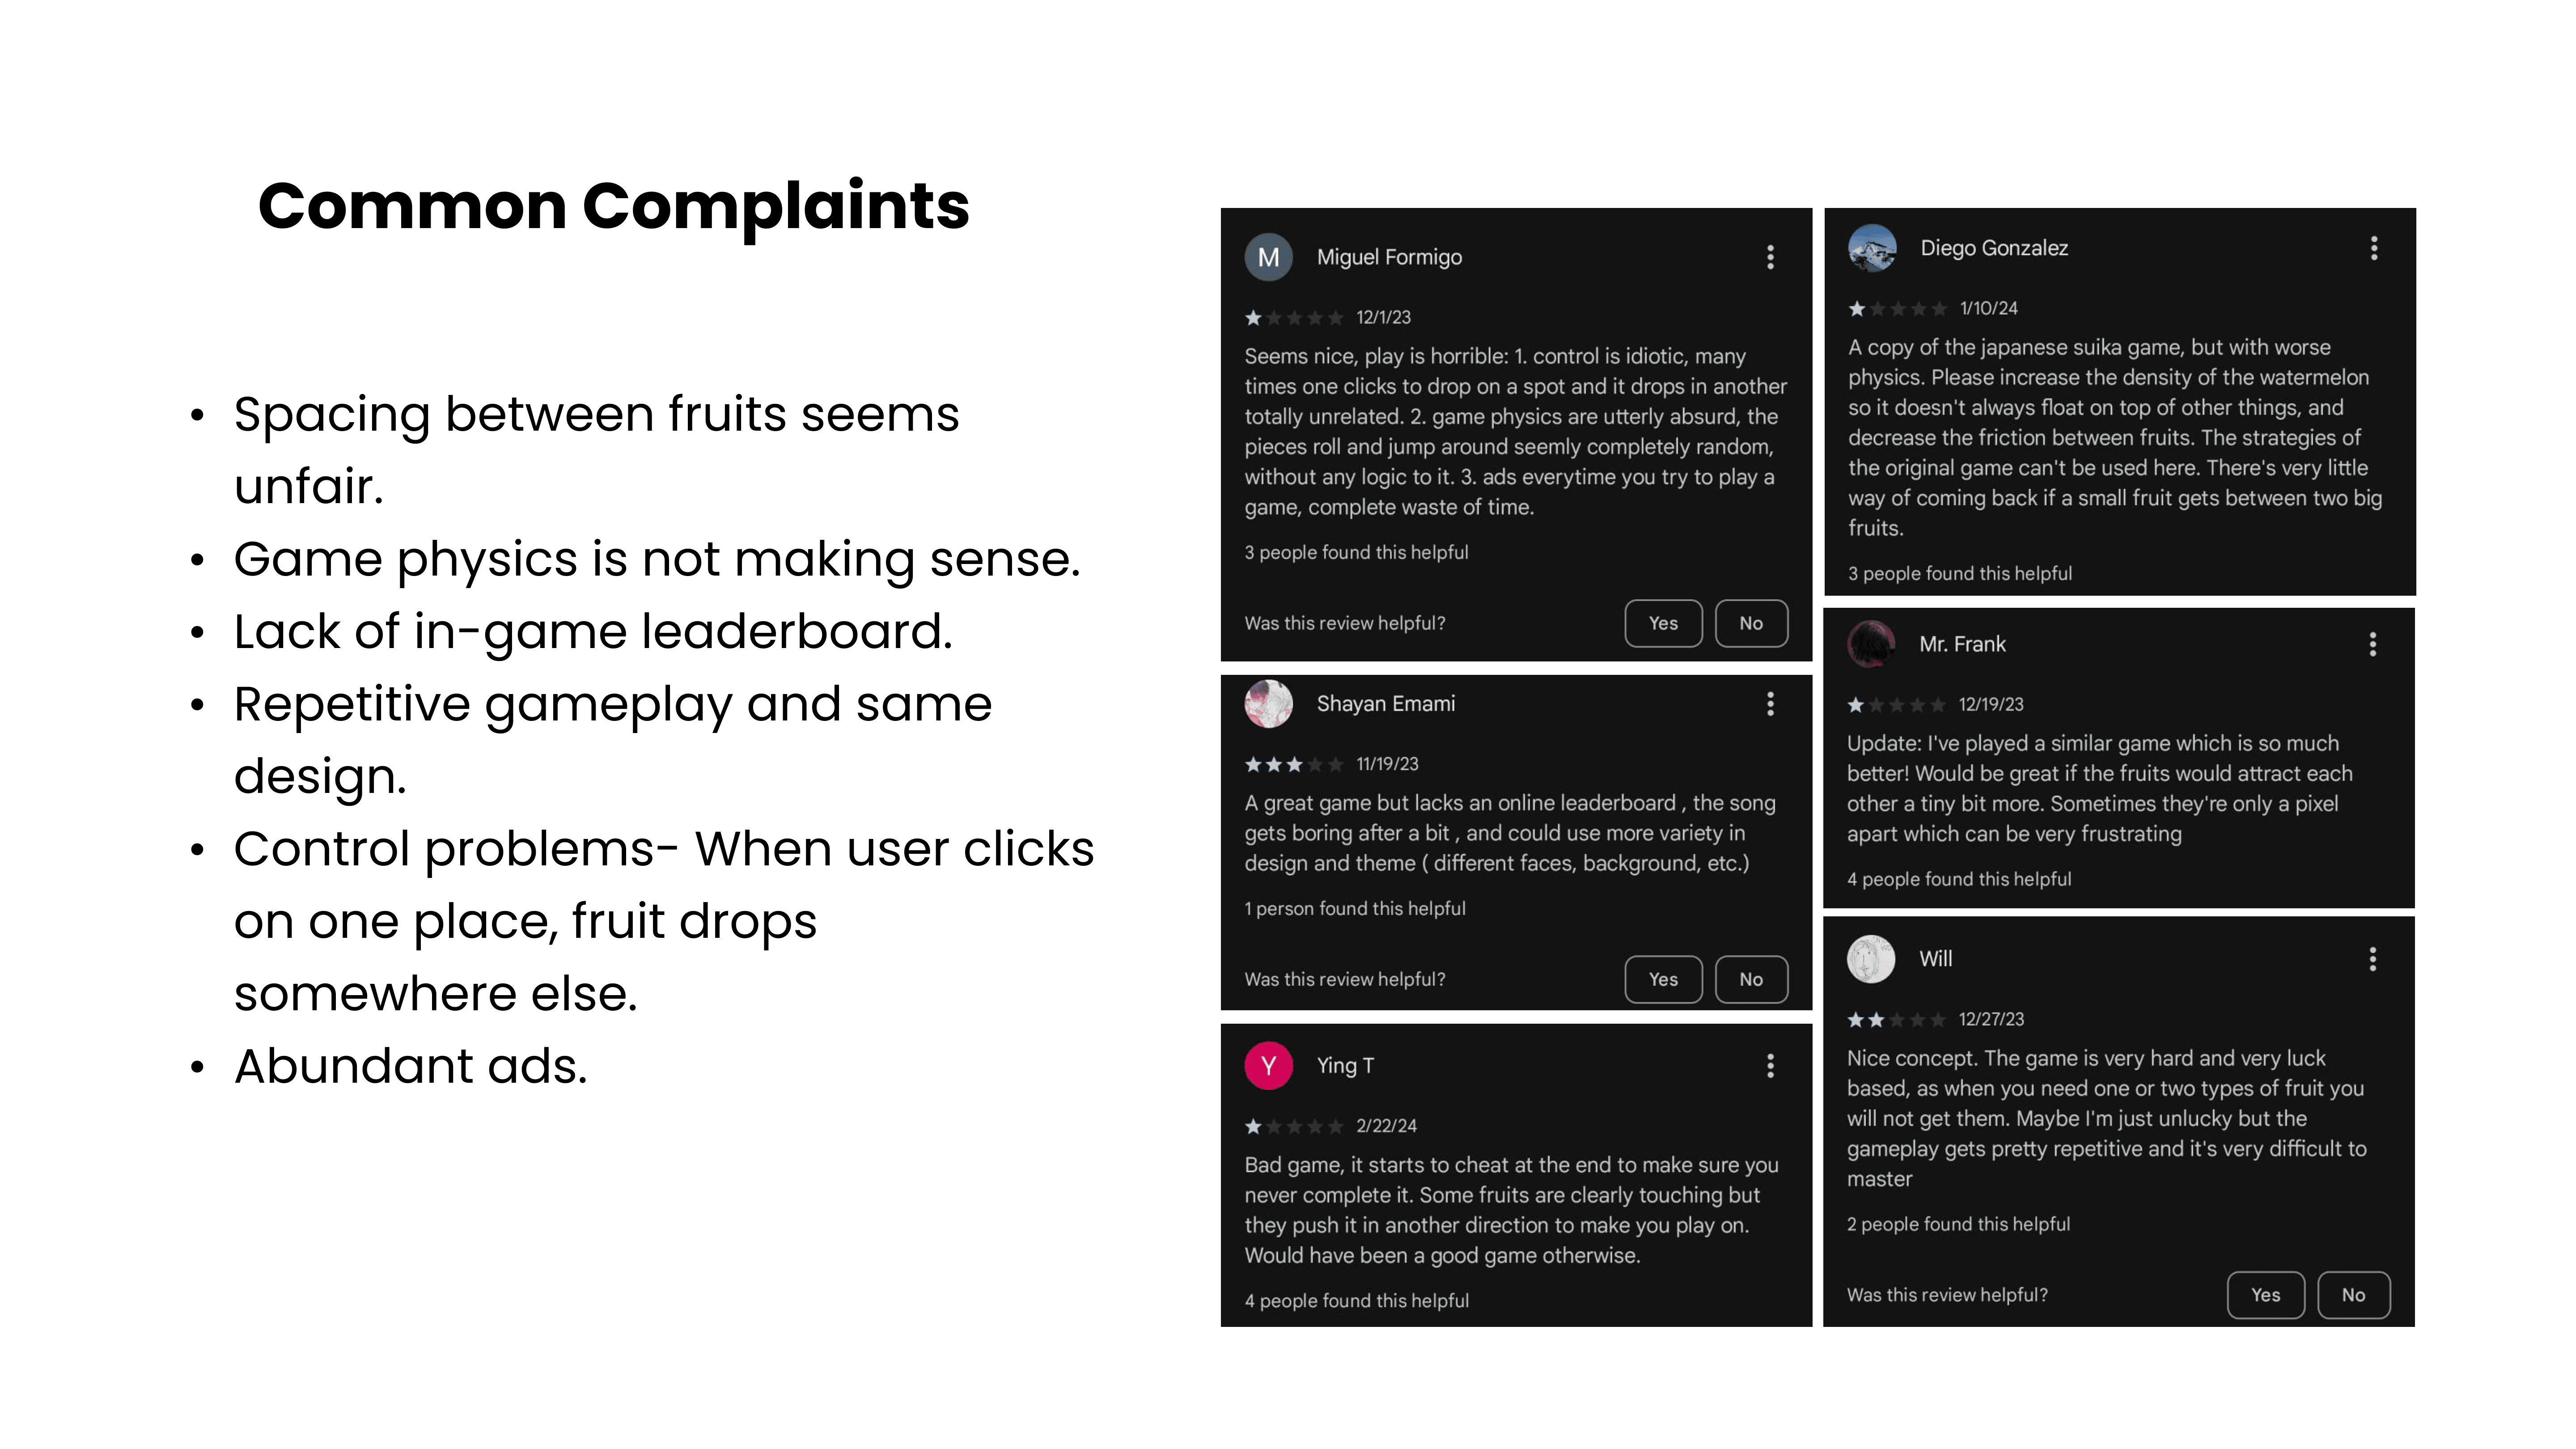 Common Complaints
• Spacing between fruits seems
unfair.
• Game physics is not making sense.
• Lack of in-game leaderboard.
• Repetitive gameplay and same
design.
• Control problems- When user clicks
on one place, fruit drops
somewhere else.
• Abundant ads.
M Miguel Formigo
12/1/23
Seems nice, play is horrible: 1. control is idiotic, many
times one clicks to drop on a spot and it drops in another
totally unrelated. 2. game physics are utterly absurd, the
pieces roll and jump around seemly completely random,
without any logic to it. 3. ads everytime you try to play a
game, complete waste of time.
3 people found this helpful
Was this review helpful? Yes No
Shayan Emami
11/19/23
A great game but lacks an online leaderboard , the song
gets boring after a bit , and could use more variety in
design and theme ( different faces, background, etc.)
1 person found this helpful
Was this review helpful? Yes No
Y Ying T
2/22/24
Bad game, it starts to cheat at the end to make sure you
never complete it. Some fruits are clearly touching but
they push it in another direction to make you play on.
Would have been a good game otherwise.
4 people found this helpful
Diego Gonzalez
1/10/24
A copy of the japanese suika game, but with worse
physics. Please increase the density of the watermelon
so it doesn't always float on top of other things, and
decrease the friction between fruits. The strategies of
the original game can't be used here. There's very little
way of coming back if a small fruit gets between two big
fruits.
3 people found this helpful
Mr. Frank
12/19/23
Update: I've played a similar game which is so much
better! Would be great if the fruits would attract each
other a tiny bit more. Sometimes they're only a pixel
apart which can be very frustrating
4 people found this helpful
Will
12/27/23
Nice concept. The game is very hard and very luck
based, as when you need one or two types of fruit you
will not get them. Maybe I'm just unlucky but the
gameplay gets pretty repetitive and it's very difficult to
master
2 people found this helpful
Was this review helpful? Yes No